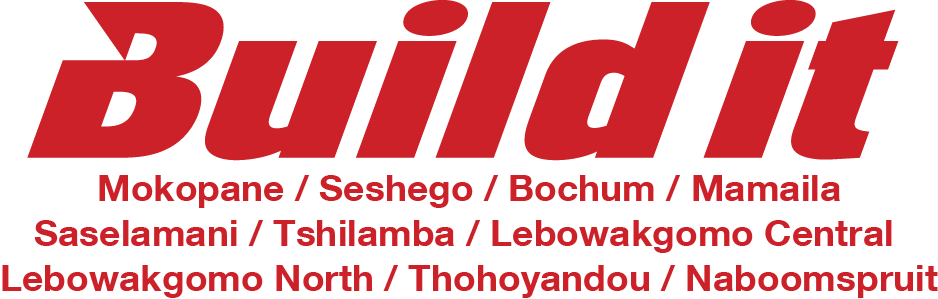 Build it
Mokopane / Seshego / Bochum / Mamaila
Saselamani / Tshilamba / Lebowakgomo Central
Lebowakgomo North / Thohoyandou / Naboomspruit